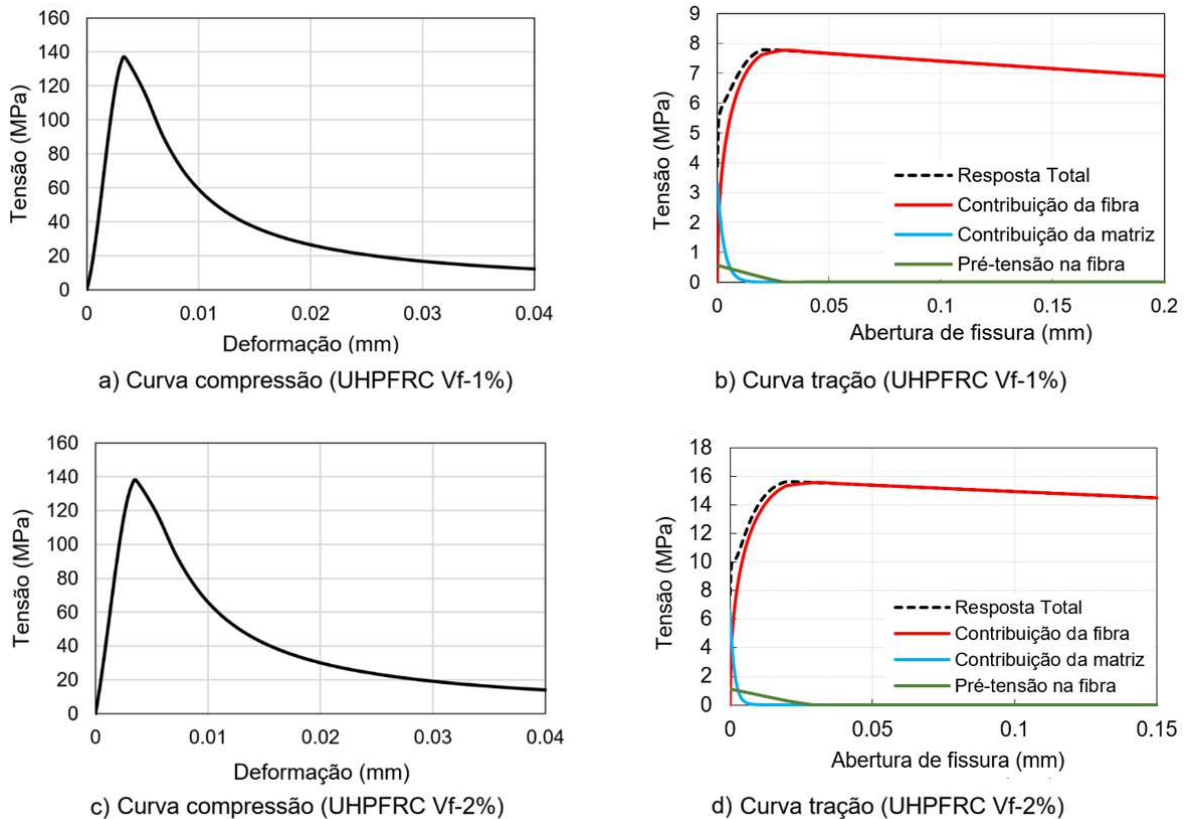 160
140
120
100
80
60
40
20
0
Tensão (MPa)
0 0.01 0.02 0.03 0.04
Deformação (mm)
a) Curva compressão (UHPFRC Vf-1%)
9
8
7
6
5
4
3
2
1
0
Tensão (MPa)
Resposta Total
Contribuição da fibra
Contribuição da matriz
Pré-tensão na fibra
0 0.05 0.1 0.15 0.2
Abertura de fissura (mm)
b) Curva tração (UHPFRC Vf-1%)
160
140
120
100
80
60
40
20
0
Tensão (MPa)
0 0.01 0.02 0.03 0.04
Deformação (mm)
c) Curva compressão (UHPFRC Vf-2%)
18
16
14
12
10
8
6
4
2
0
Tensão (MPa)
Resposta Total
Contribuição da fibra
Contribuição da matriz
Pré-tensão na fibra
0 0.05 0.1 0.15
Abertura de fissura (mm)
d) Curva tração (UHPFRC Vf-2%)